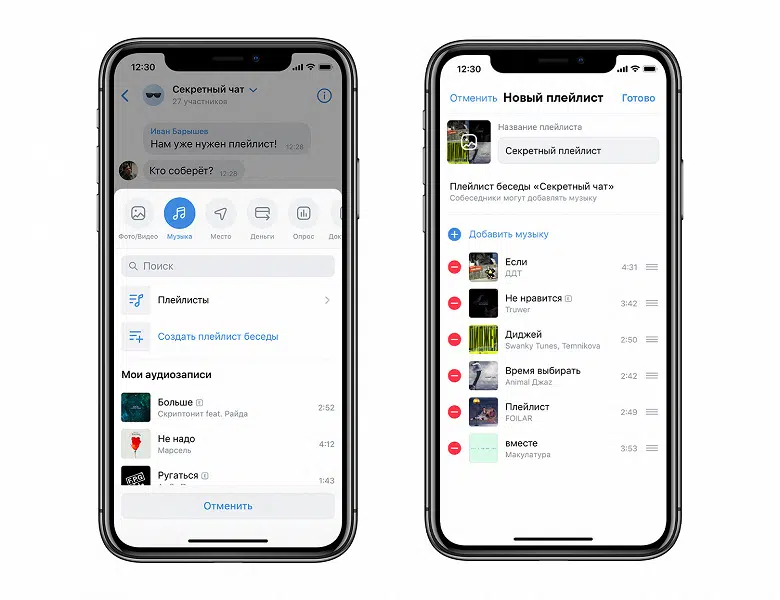 12:30
Секретный чат
27 участников
Иван Барышев
Нам уже нужен плейлист! 12:28
Кто соберёт? 12:28
Фото/Видео Музыка Место Деньги Опрос Док
Поиск
Плейлисты
Создать плейлист беседы
Мои аудиозаписи
Больше E
Скриптонит feat. Райда
2:52
Не надо
Марсель
4:12
Ругаться E
1:43
FPG
Отменить
12:30
Отменить Новый плейлист Готово
Название плейлиста
Секретный плейлист
Плейлист беседы «Секретный чат»
Собеседники могут добавлять музыку
Добавить музыку
Если
ДДТ
4:31
Не нравится E
Truwer
3:42
Диджей
Swanky Tunes, Temnikova
2:50
Время выбирать
Animal Джаz
2:42
Плейлист
FOILAR
2:49
вместе
Макулатура
3:53